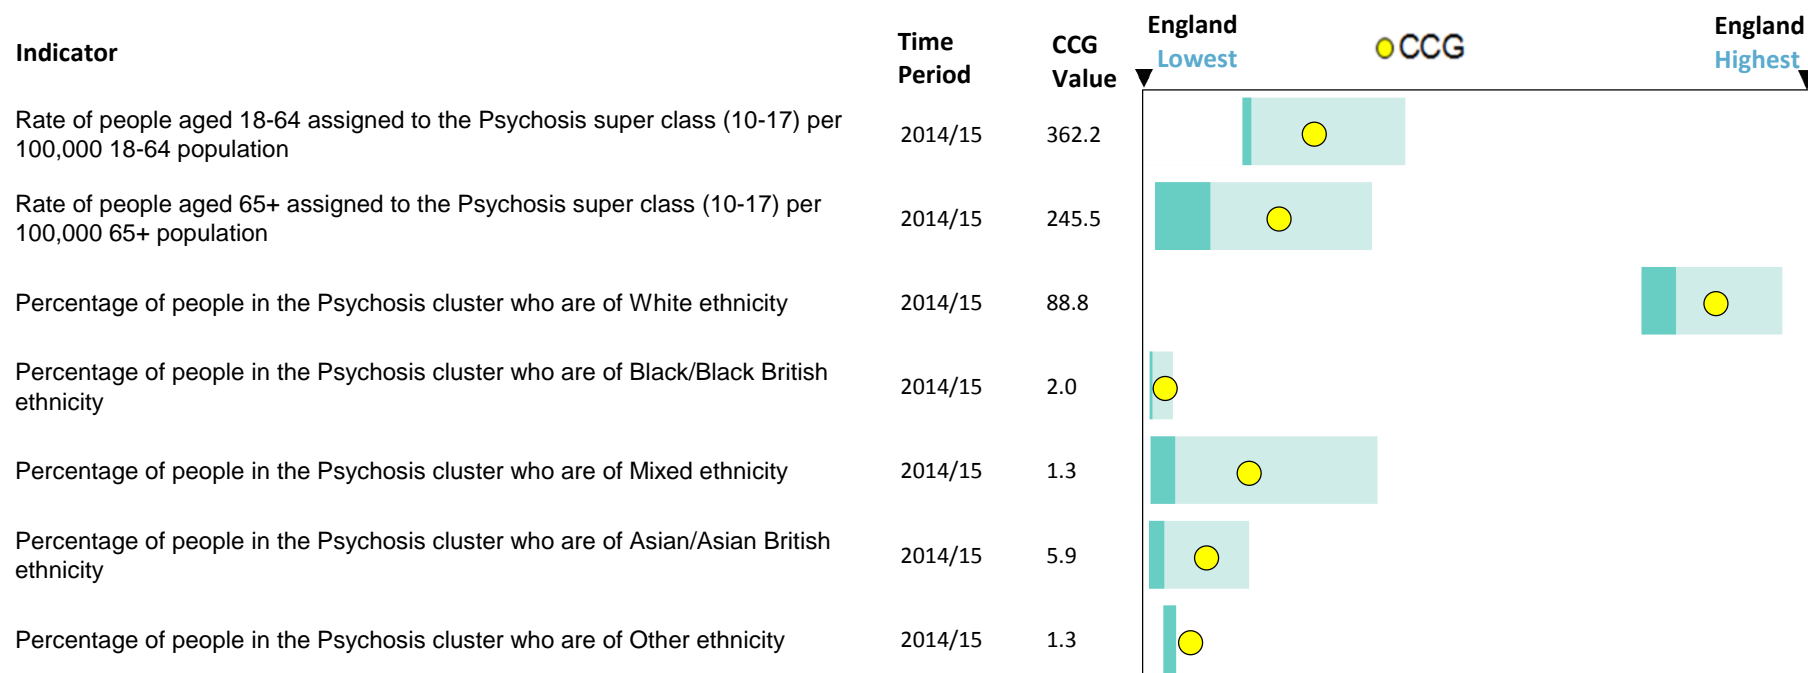 Indicator
Time
Period
CCG
Value
England
Lowest
CCG
England
Highest
Rate of people aged 18-64 assigned to the Psychosis super class (10-17) per
100,000 18-64 population
2014/15
362.2
Rate of people aged 65+ assigned to the Psychosis super class (10-17) per
100,000 65+ population
2014/15
245.5
Percentage of people in the Psychosis cluster who are of White ethnicity
2014/15
88.8
Percentage of people in the Psychosis cluster who are of Black/Black British
ethnicity
2014/15
2.0
Percentage of people in the Psychosis cluster who are of Mixed ethnicity
2014/15
1.3
Percentage of people in the Psychosis cluster who are of Asian/Asian British
ethnicity
2014/15
5.9
Percentage of people in the Psychosis cluster who are of Other ethnicity
2014/15
1.3